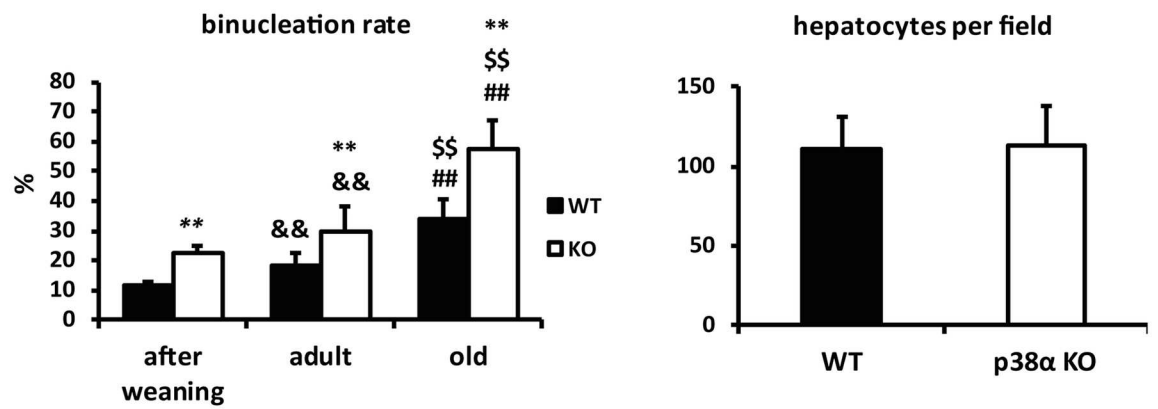 binucleation rate
**
$$
##
80
70
60
50
40
30
20
10
0
%
**
&&
**
&&
$$
##
WT
KO
after
weaning
adult
old
hepatocytes per field
150
100
50
0
WT
p38α KO